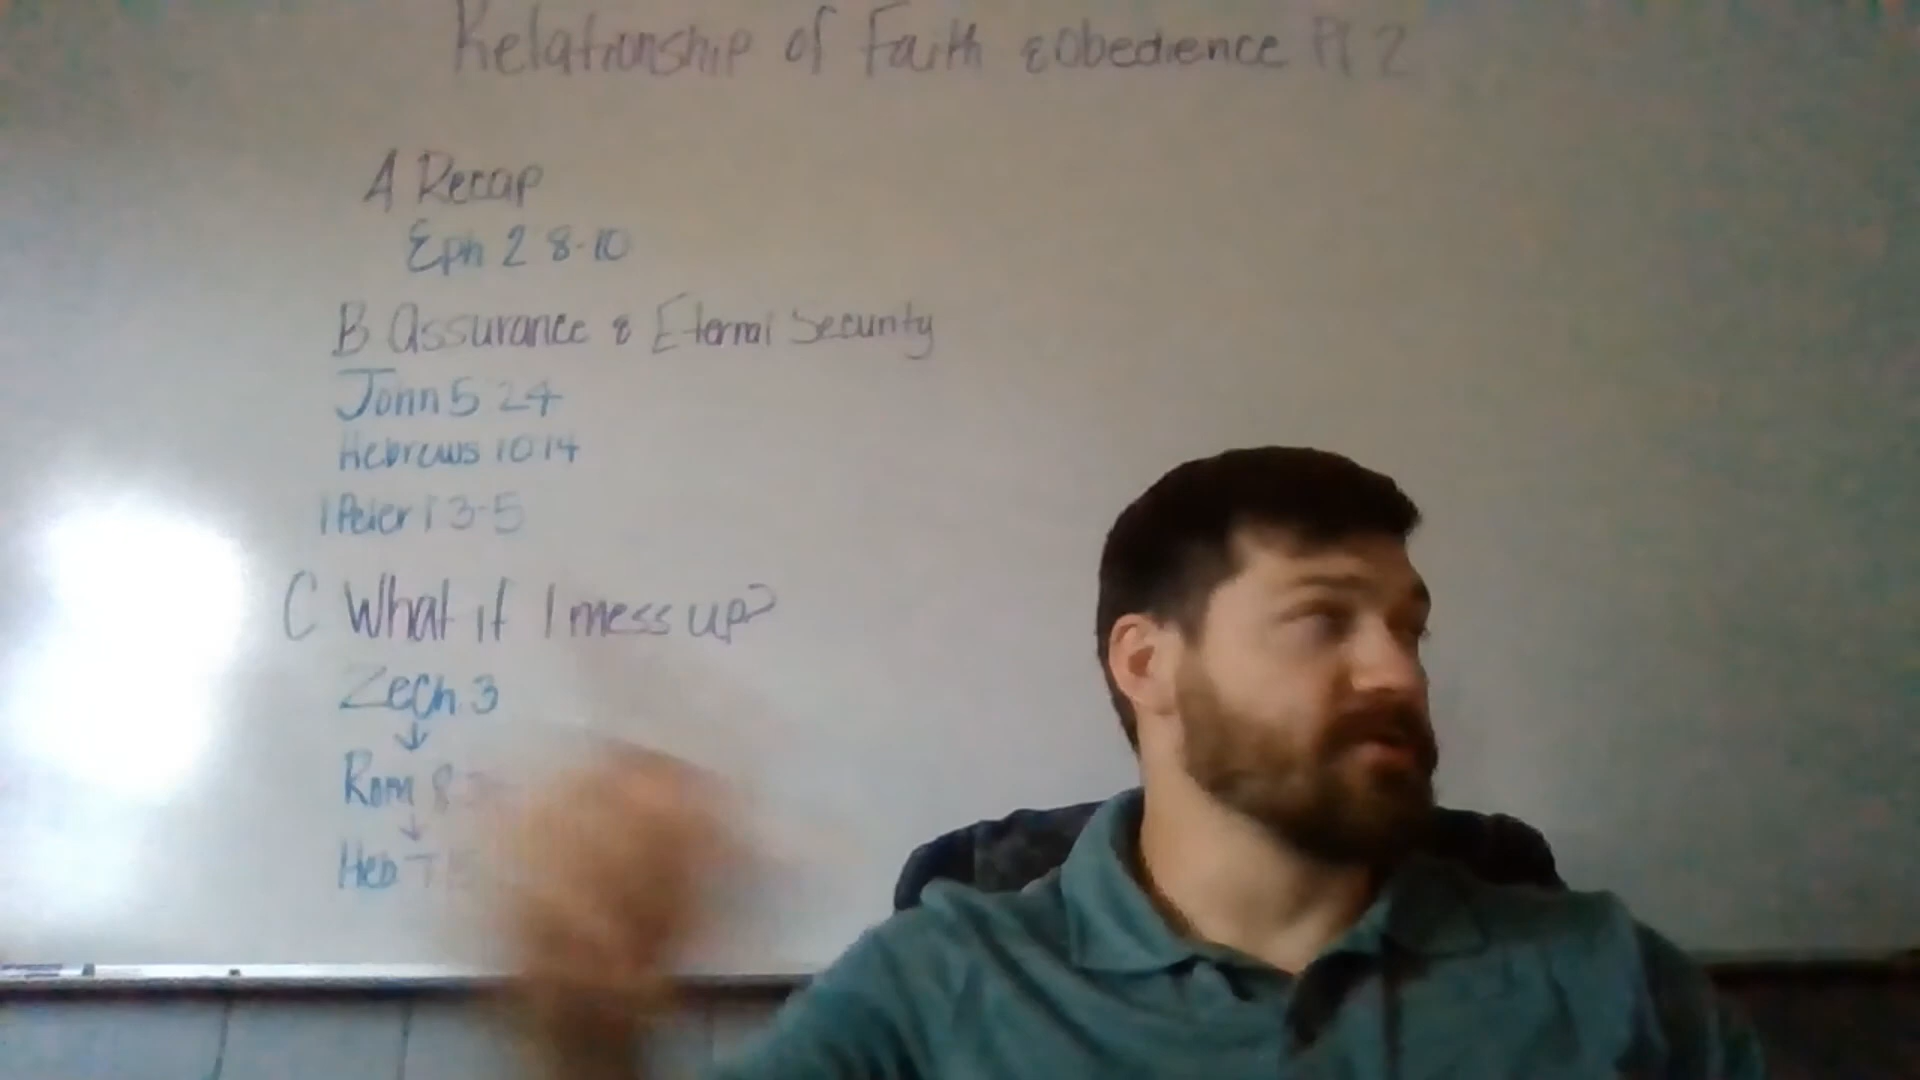 Relationship of Faith & Obedience Pt 2
A Recap
Eph 2 8-10
B Assurance & Eternal Security
John 5 24
Hebrews 10 14
1 Peter 1 3-5
C What if I mess up?
Zech. 3
Rom 8
Heb 7